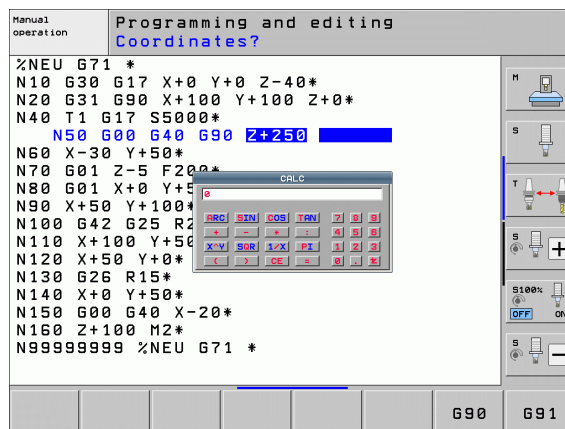 Manual
operation
Programming and editing
Coordinates?
%NEU G71 *
N10 G30 G17 X+0 Y+0 Z-40*
N20 G31 G90 X+100 Y+100 Z+0*
N40 T1 G17 S5000*
N50 G00 G40 G90 Z+250
N60 X-30 Y+50*
N70 G01 Z-5 F200*
N80 G01 X+0 Y+5
N90 X+50 Y+100*
N100 G42 G25 R2
N110 X+100 Y+50
N120 X+50 Y+0*
N130 G26 R15*
N140 X+0 Y+50*
N150 G00 G40 X-20*
N160 Z+100 M2*
N99999999 %NEU G71 *
CALC
0
ARC SIN COS TAN 7 8 9
+ - * : 4 5 6
X^Y SQR 1/X PI 1 2 3
( ) CE = 0 . ±
M
S
T
S
+
S100%
OFF ON
S
-
G90 G91